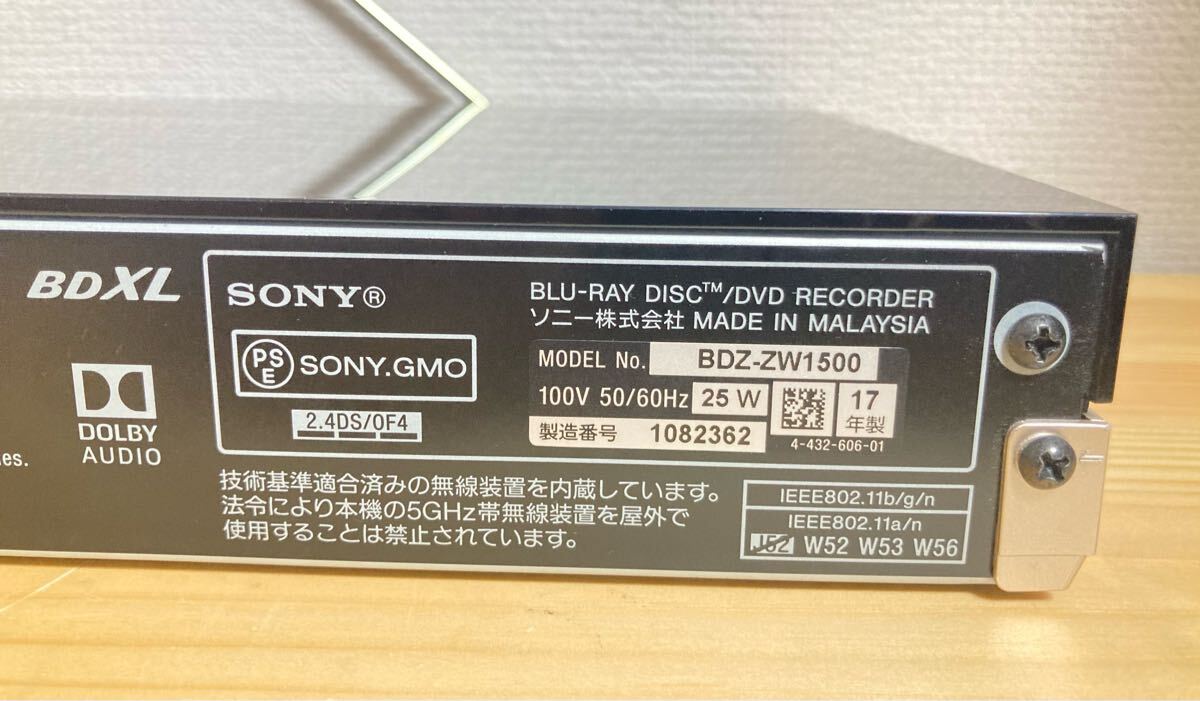 BDXL
DOLBY
AUDIO
es.
SONY®
PSE SONY.GMO
2.4DS/OF4
BLU-RAY DISC™/DVD RECORDER
ソニー株式会社 MADE IN MALAYSIA
MODEL No. BDZ-ZW1500
100V 50/60Hz 25 W
17
年製
製造番号 1082362
4-432-606-01
技術基準適合済みの無線装置を内蔵しています。
法令により本機の5GHz帯無線装置を屋外で
使用することは禁止されています。
IEEE802.11b/g/n
IEEE802.11a/n
J52 W52 W53 W56